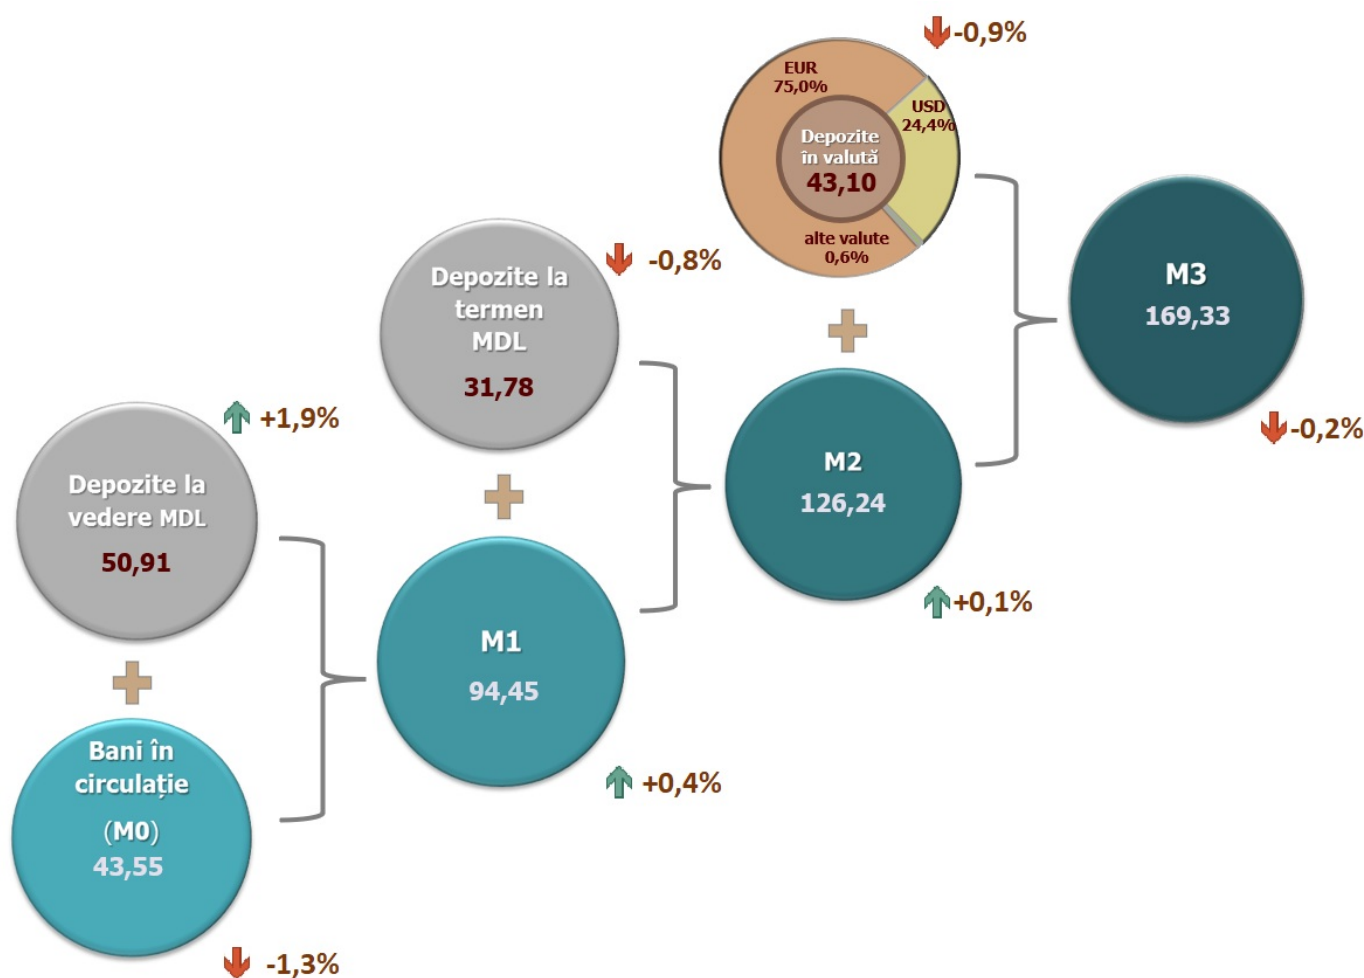 -0,9%
EUR
75,0%
USD
24,4%
Depozite
în valută
43,10
alte valute
0,6%
Depozite la
termen
MDL
31,78
-0,8%
M3
169,33
-0,2%
Depozite la
vedere MDL
50,91
+1,9%
M2
126,24
+0,1%
M1
94,45
+0,4%
Bani în
circulație
(M0)
43,55
-1,3%